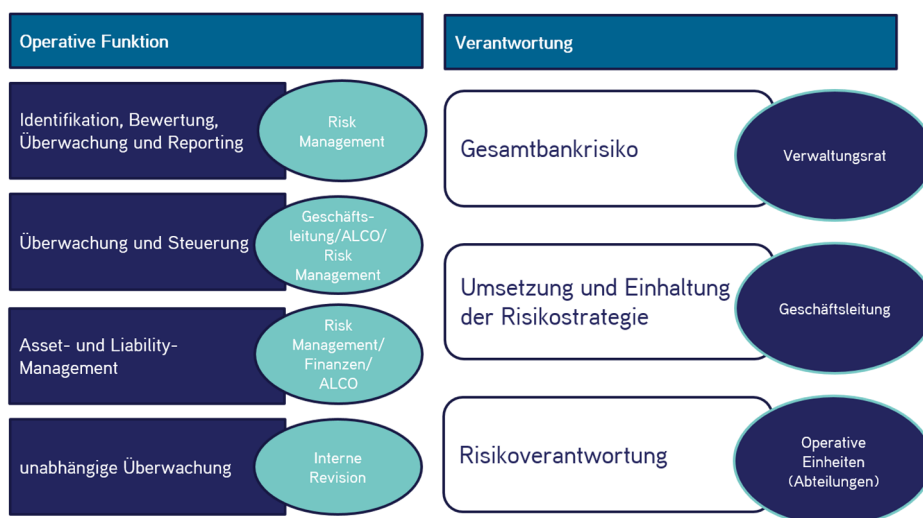 Operative Funktion
Identifikation, Bewertung,
Überwachung und Reporting
Risk
Management
Überwachung und Steuerung
Geschäfts-
leitung/ALCO/
Risk
Management
Asset- und Liability-
Management
Risk
Management/
Finanzen/
ALCO
unabhängige Überwachung
Interne
Revision
Verantwortung
Gesamtbankrisiko
Verwaltungsrat
Umsetzung und Einhaltung
der Risikostrategie
Geschäftsleitung
Risikoverantwortung
Operative
Einheiten
(Abteilungen)